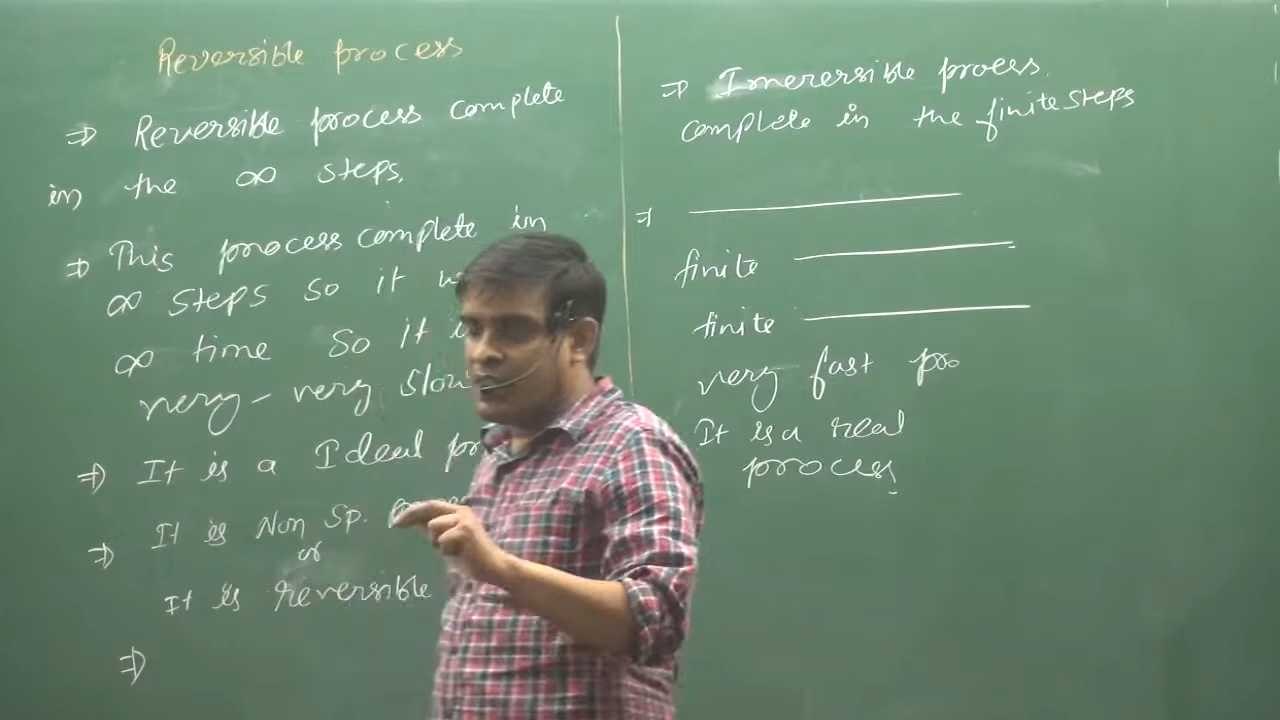 Reversible process
⇒ Reversible process complete
in the ∞ steps.
⇒ This process complete in
∞ steps so it
∞ time So it
very-very slow
⇒ It is a Ideal
⇒ It is Non Sp.
or
It is reversible
⇒
⇒ Irreversible process
complete in the finite steps
⇒
finite
finite
very fast pro
It is a real
process